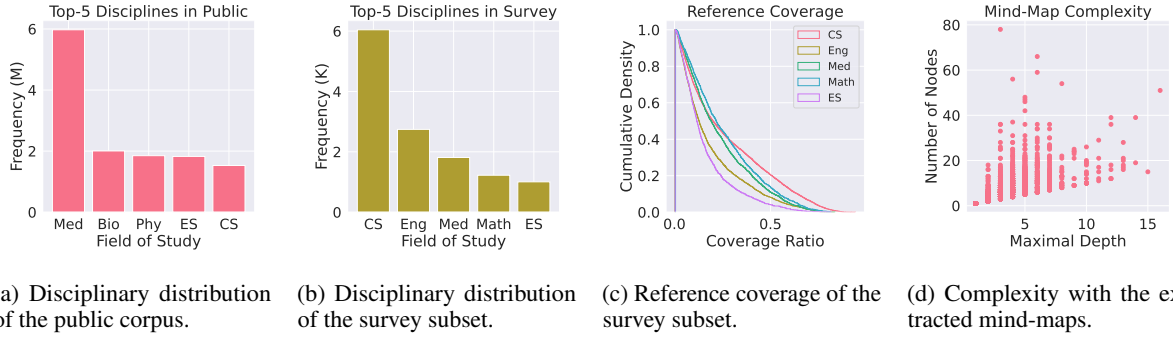 Top-5 Disciplines in Public
Frequency (M)
6
4
2
0
Med Bio Phy ES CS
Field of Study
Top-5 Disciplines in Survey
Frequency (K)
6
4
2
0
CS Eng Med Math ES
Field of Study
Reference Coverage
Cumulative Density
1.0
0.8
0.6
0.4
0.2
0.0
0.0 0.5
Coverage Ratio
CS
Eng
Med
Math
ES
Mind-Map Complexity
Number of Nodes
80
60
40
20
0
5 10 15
Maximal Depth
a) Disciplinary distribution
of the public corpus.
(b) Disciplinary distribution
of the survey subset.
(c) Reference coverage of the
survey subset.
(d) Complexity with the ex
tracted mind-maps.